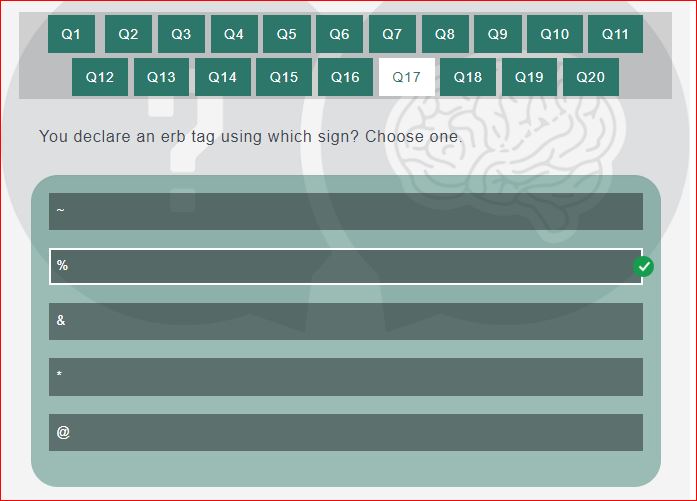 Q1 Q2 Q3 Q4 Q5 Q6 Q7 Q8 Q9 Q10 Q11
Q12 Q13 Q14 Q15 Q16 Q17 Q18 Q19 Q20
You declare an erb tag using which sign? Choose one.
~
%
&
*
@